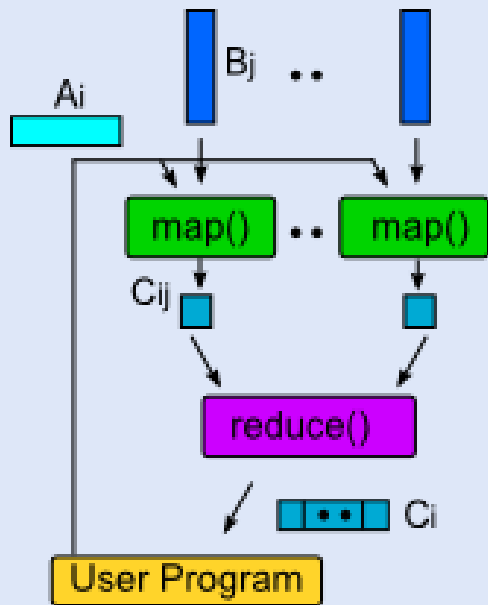 Bj
Ai
map()
map()
Cij
reduce()
Ci
User Program